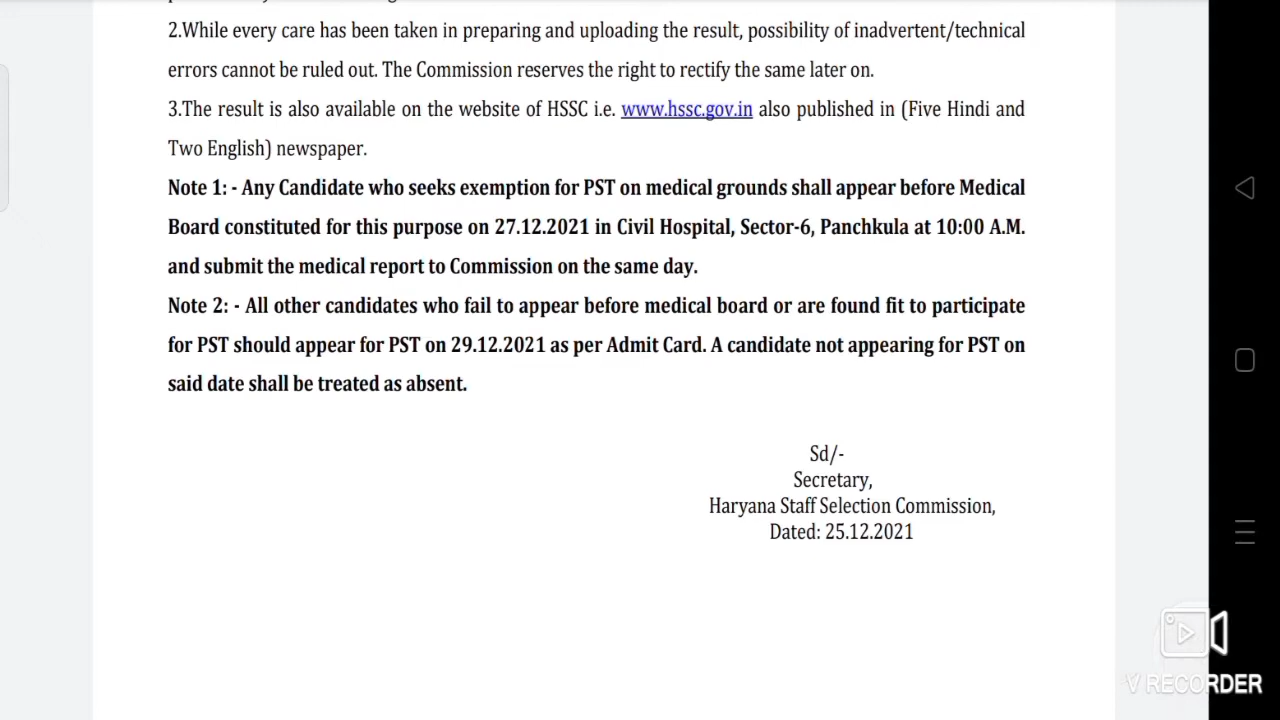 2.While every care has been taken in preparing and uploading the result, possibility of inadvertent/technical
errors cannot be ruled out. The Commission reserves the right to rectify the same later on.
3.The result is also available on the website of HSSC i.e. www.hssc.gov.in also published in (Five Hindi and
Two English) newspaper.
Note 1: - Any Candidate who seeks exemption for PST on medical grounds shall appear before Medical
Board constituted for this purpose on 27.12.2021 in Civil Hospital, Sector-6, Panchkula at 10:00 A.M.
and submit the medical report to Commission on the same day.
Note 2: - All other candidates who fail to appear before medical board or are found fit to participate
for PST should appear for PST on 29.12.2021 as per Admit Card. A candidate not appearing for PST on
said date shall be treated as absent.
Sd/-
Secretary,
Haryana Staff Selection Commission,
Dated: 25.12.2021
V RECORDER